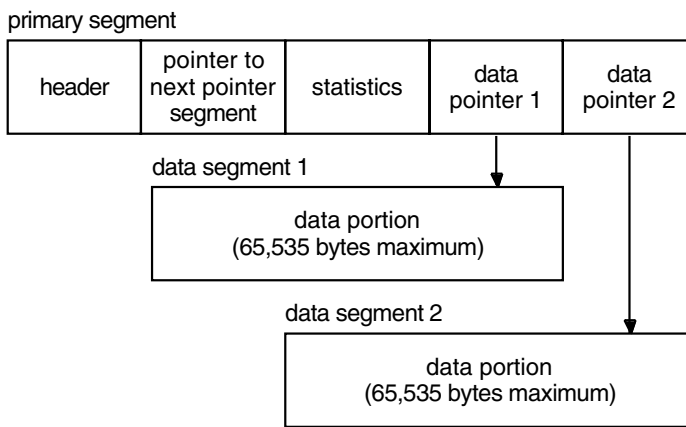 primary segment
header
pointer to
next pointer
segment
statistics
data
pointer 1
data
pointer 2
data segment 1
data portion
(65,535 bytes maximum)
data segment 2
data portion
(65,535 bytes maximum)